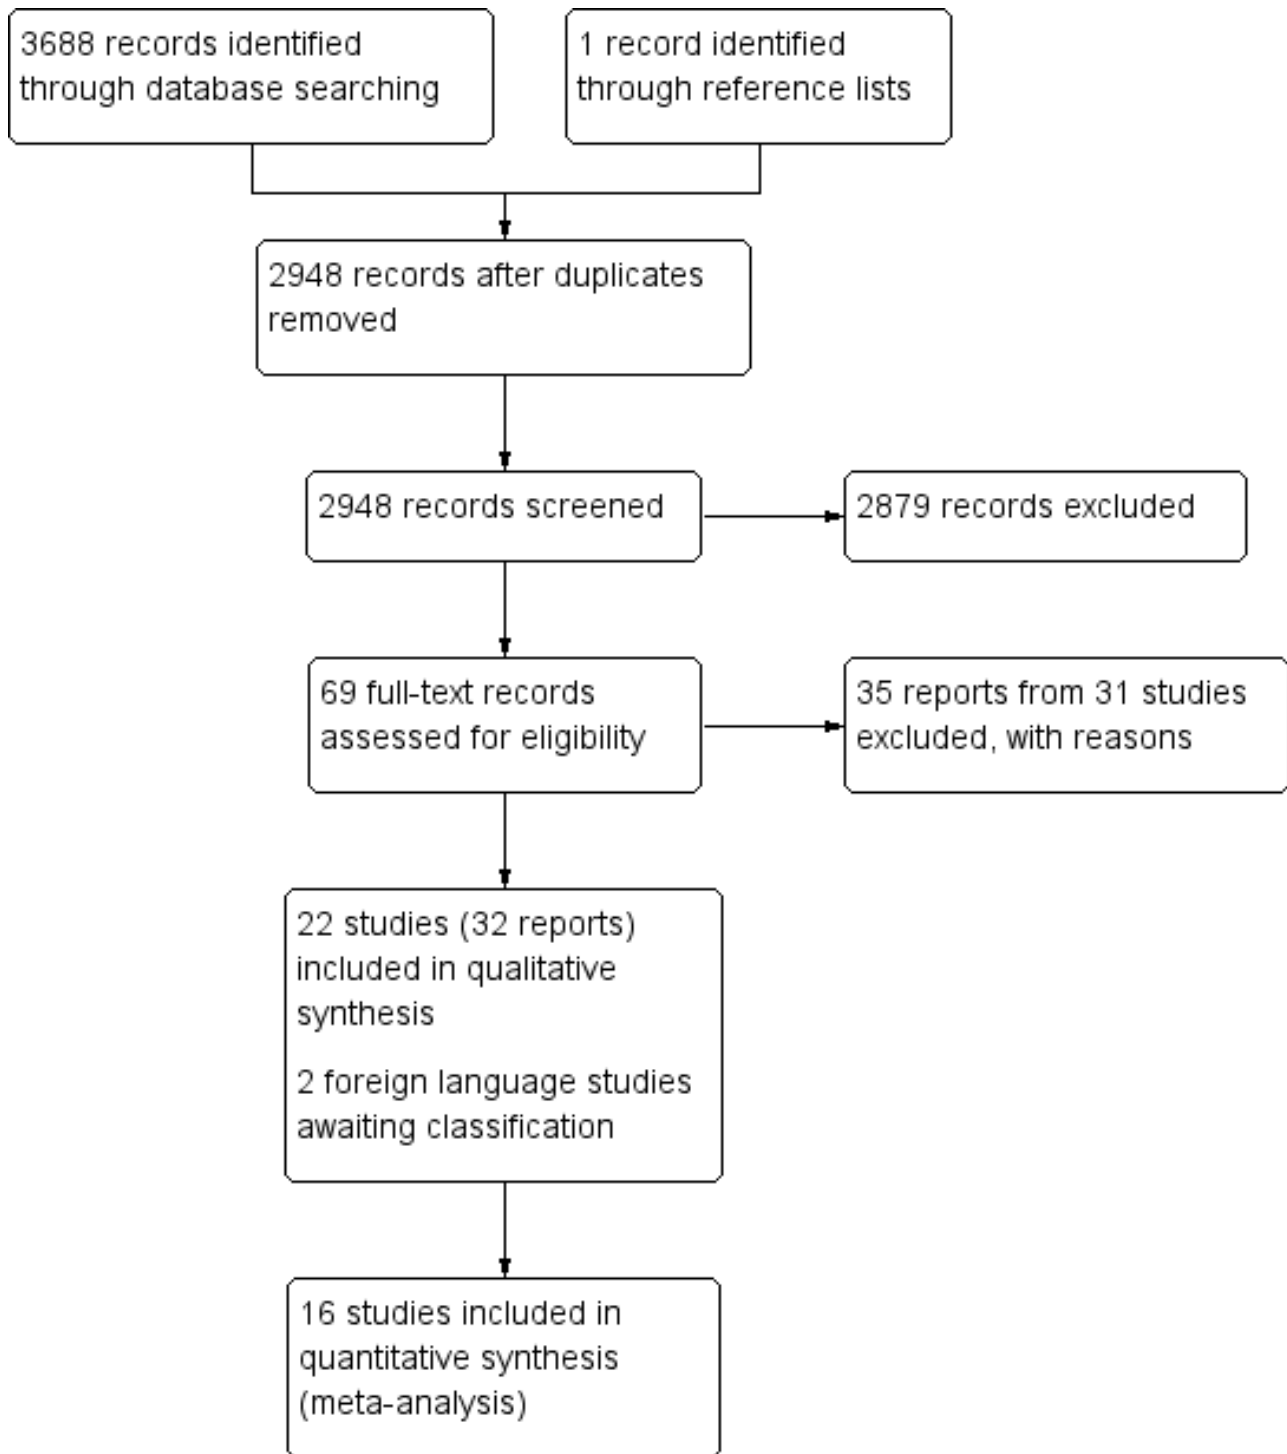 3688 records identified
through database searching
1 record identified
through reference lists
2948 records after duplicates
removed
2948 records screened
2879 records excluded
69 full-text records
assessed for eligibility
35 reports from 31 studies
excluded, with reasons
22 studies (32 reports)
included in qualitative
synthesis
2 foreign language studies
awaiting classification
16 studies included in
quantitative synthesis
(meta-analysis)